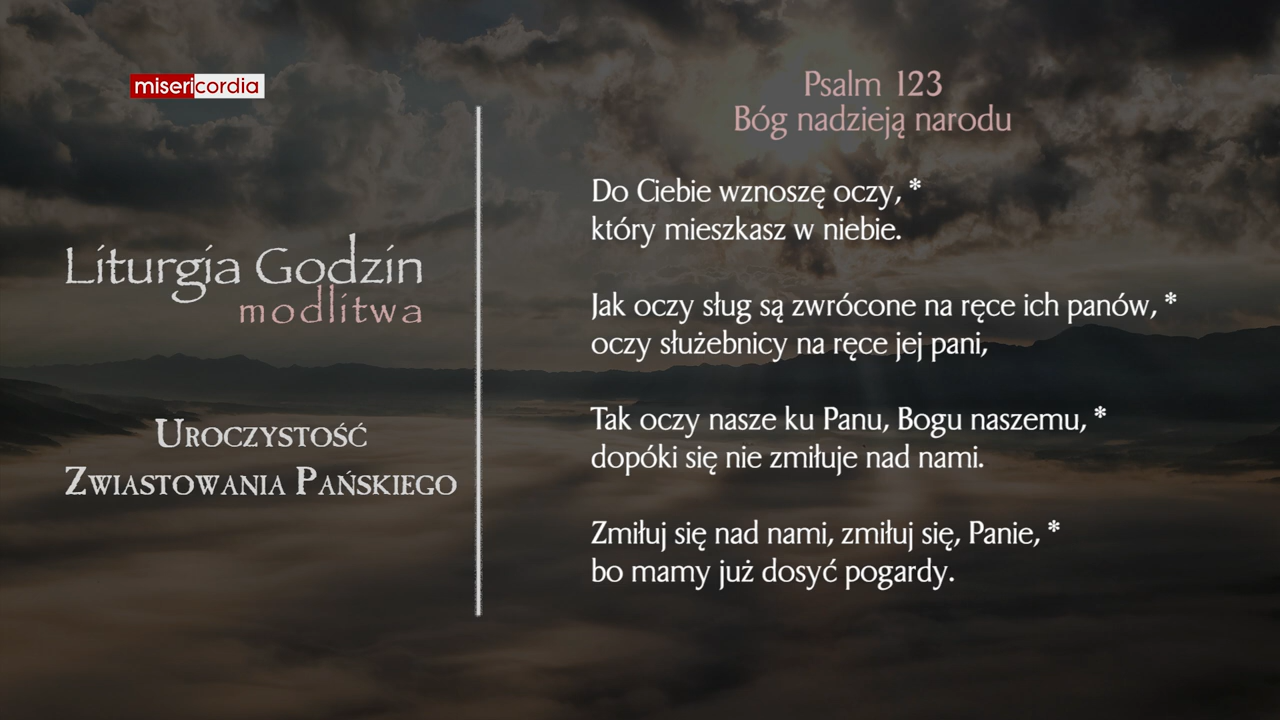 misericordia
Liturgia Godzin
modlitwa
Uroczystość
Zwiastowania Pańskiego
Psalm 123
Bóg nadzieją narodu
Do Ciebie wznoszę oczy, *
który mieszkasz w niebie.
Jak oczy sług są zwrócone na ręce ich panów, *
oczy służebnicy na ręce jej pani,
Tak oczy nasze ku Panu, Bogu naszemu, *
dopóki się nie zmiłuje nad nami.
Zmiłuj się nad nami, zmiłuj się, Panie, *
bo mamy już dosyć pogardy.